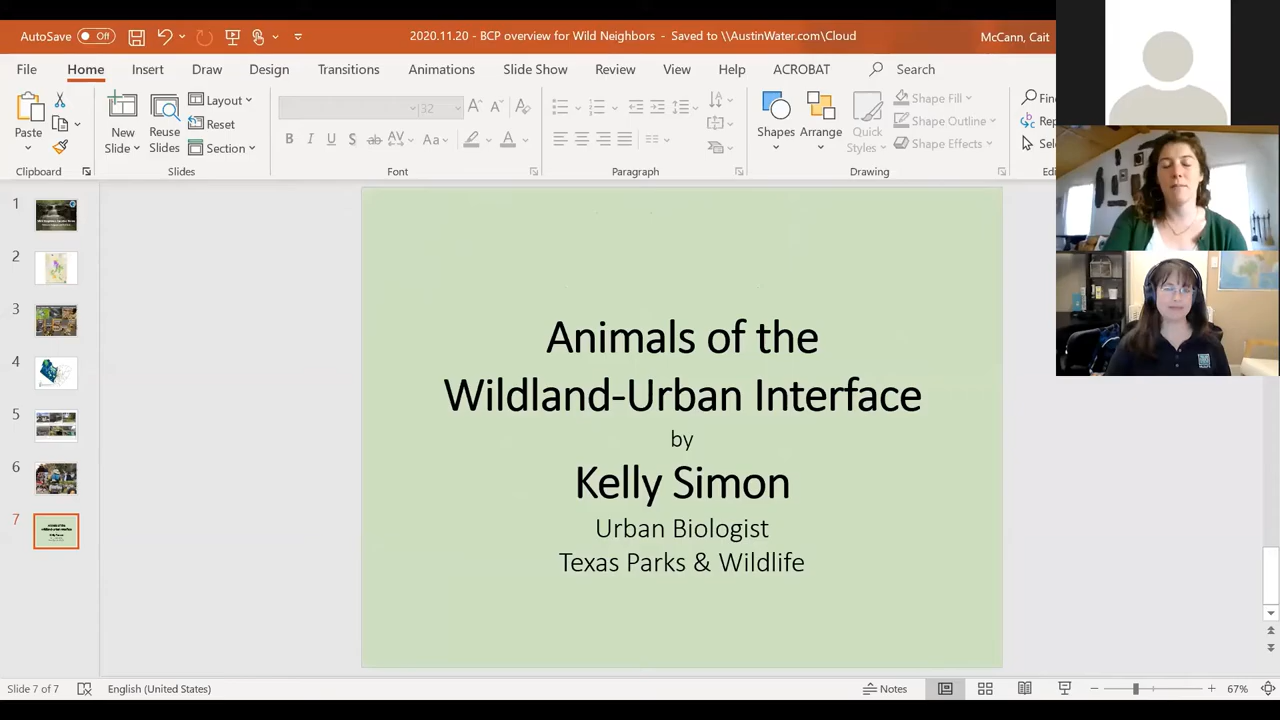 AutoSave Off
2020.11.20 - BCP overview for Wild Neighbors - Saved to \\AustinWater.com\Cloud
McCann, Cait
File Home Insert Draw Design Slide Show Transitions Animations Review View Help ACROBAT Search
Paste
New Slide
Reuse Slides
Layout
Reset
Section
32
B I U S ab AV Aa A
Shapes
Arrange
Quick Styles
Shape Fill
Shape Outline
Shape Effects
Clipboard Slides Font Paragraph Drawing
1
2
3
4
5
6
7
Animals of the
Wildland-Urban Interface
by
Kelly Simon
Urban Biologist
Texas Parks & Wildlife
Slide 7 of 7
English (United States)
Notes
67%